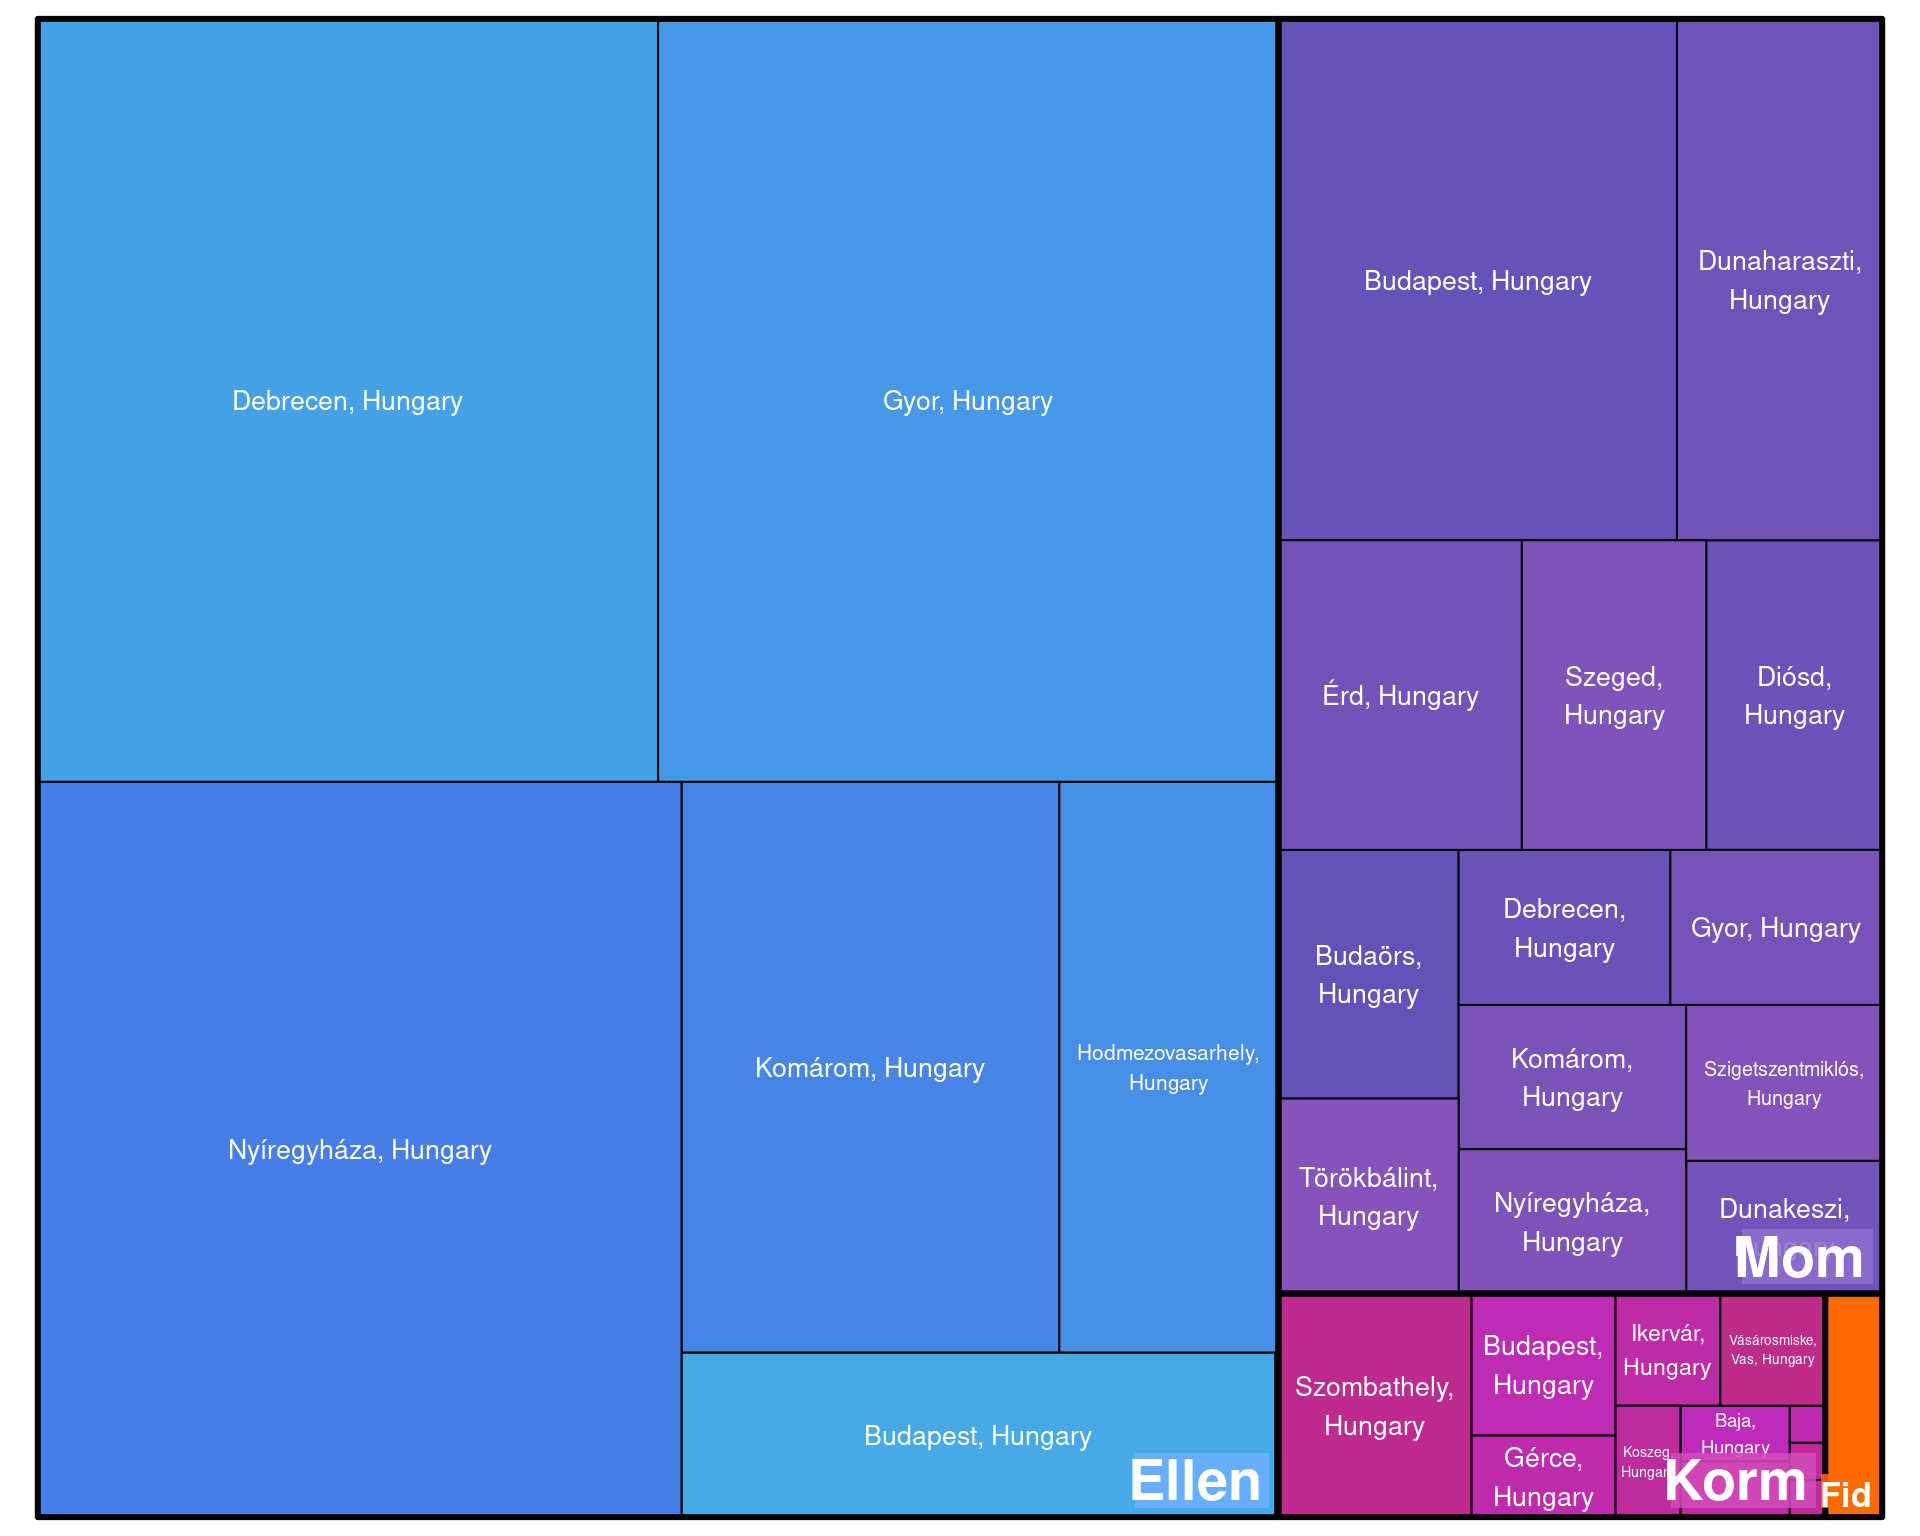 Debrecen, Hungary
Gyor, Hungary
Nyíregyháza, Hungary
Komárom, Hungary
Hodmezovasarhely,
Hungary
Budapest, Hungary
Ellen
Budapest, Hungary
Dunaharaszti,
Hungary
Érd, Hungary
Szeged,
Hungary
Diósd,
Hungary
Budaörs,
Hungary
Debrecen,
Hungary
Gyor, Hungary
Komárom,
Hungary
Szigetszentmiklós,
Hungary
Törökbálint,
Hungary
Nyíregyháza,
Hungary
Dunakeszi,
Mom
Szombathely,
Hungary
Budapest,
Hungary
Gérce,
Hungary
Ikervár,
Hungary
Vásárosmiske,
Vas, Hungary
Koszeg,
Baja,
Hungary
Korm
Fid